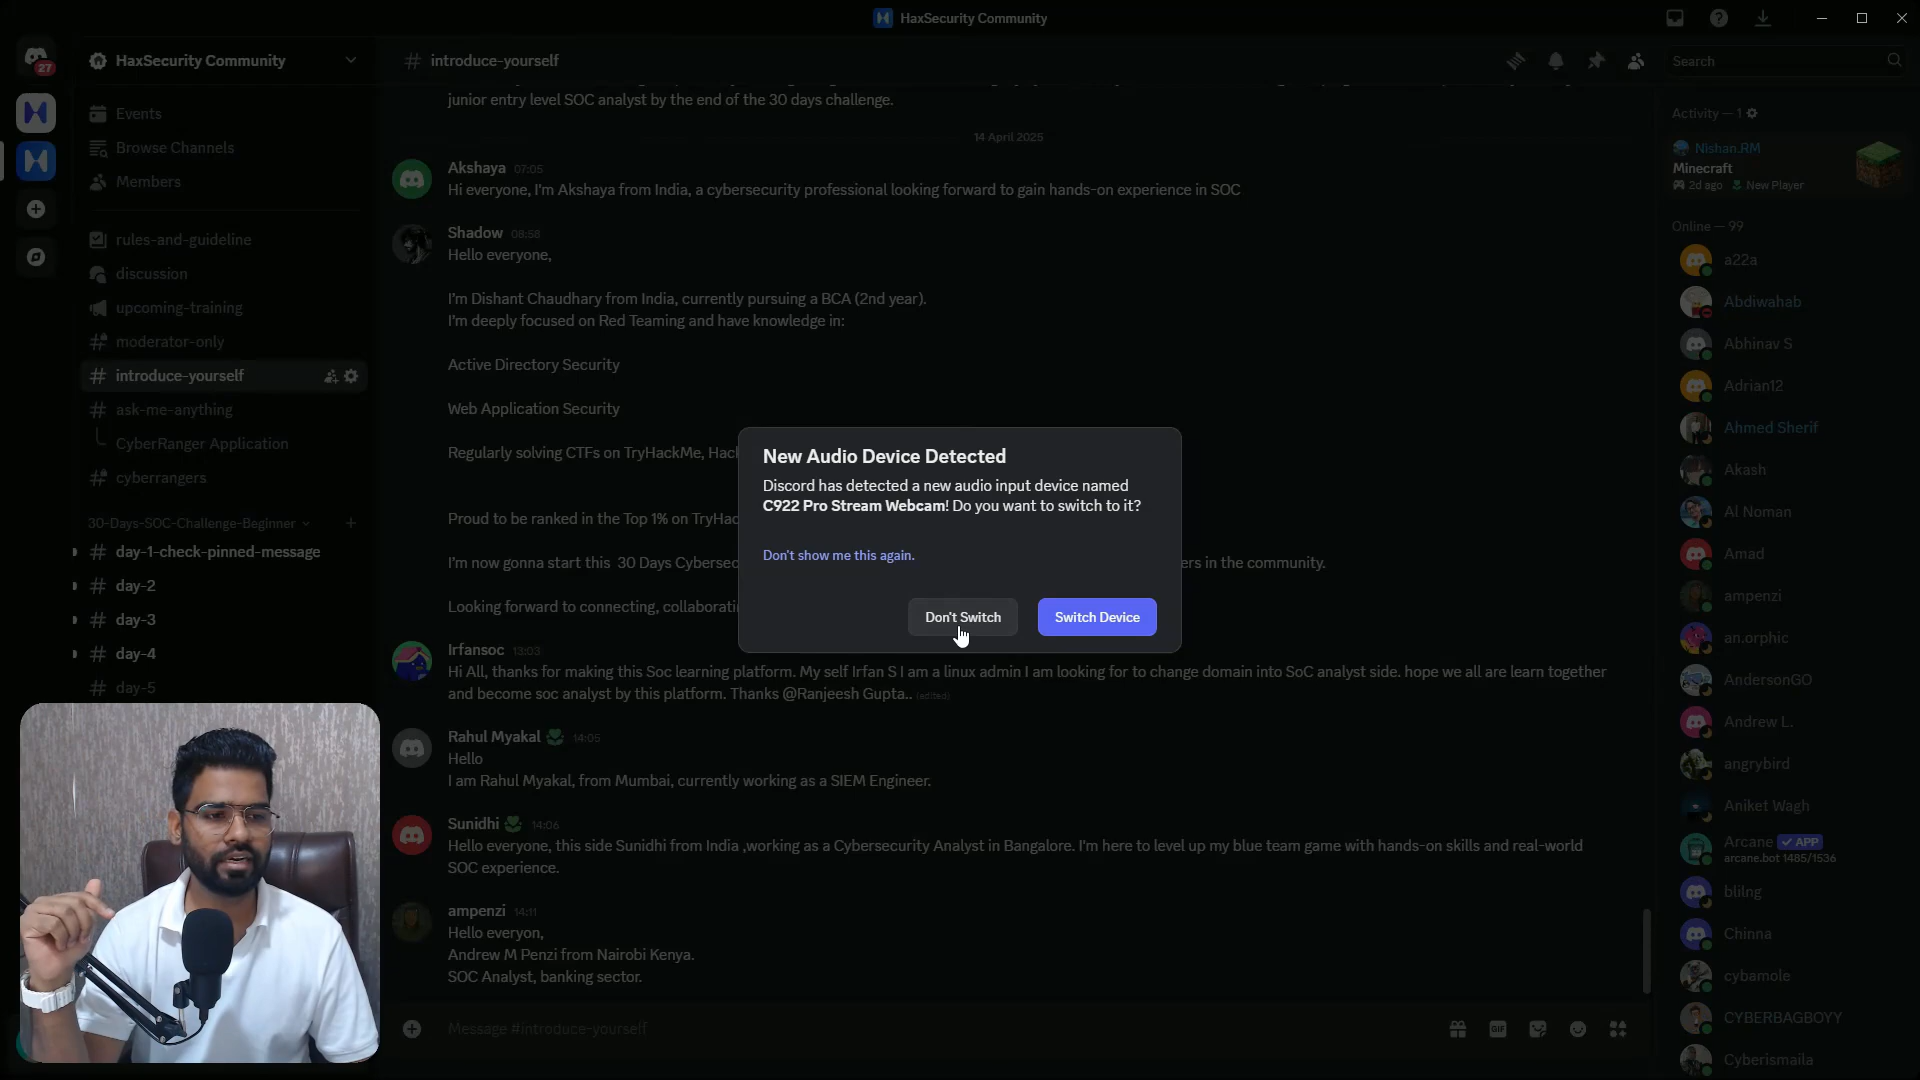 HaxSecurity Community
27
HaxSecurity Community
Events
Browse Channels
Members
rules-and-guideline
discussion
upcoming-training
moderator-only
introduce-yourself
ask-me-anything
CyberRanger Application
cyberrangers
30-Days-SOC-Challenge-Beginner
day-1-check-pinned-message
day-2
day-3
day-4
day-5
introduce-yourself
Search
junior entry level SOC analyst by the end of the 30 days challenge.
14 April 2025
Akshaya 07:05
Hi everyone, I'm Akshaya from India, a cybersecurity professional looking forward to gain hands-on experience in SOC
Shadow 08:58
Hello everyone,
I'm Dishant Chaudhary from India, currently pursuing a BCA (2nd year).
I'm deeply focused on Red Teaming and have knowledge in:
Active Directory Security
Web Application Security
Regularly solving CTFs on TryHackMe, Hac
Proud to be ranked in the Top 1% on TryHac
I'm now gonna start this 30 Days Cybersec
ers in the community.
Looking forward to connecting, collaborati
New Audio Device Detected
Discord has detected a new audio input device named
C922 Pro Stream Webcam! Do you want to switch to it?
Don't show me this again.
Don't Switch
Switch Device
Irfansoc 13:03
Hi All, thanks for making this Soc learning platform. My self Irfan S I am a linux admin I am looking for to change domain into SoC analyst side. hope we all are learn together
and become soc analyst by this platform. Thanks @Ranjeesh Gupta.. (edited)
Rahul Myakal 14:05
Hello
I am Rahul Myakal, from Mumbai, currently working as a SIEM Engineer.
Sunidhi 14:06
Hello everyone, this side Sunidhi from India ,working as a Cybersecurity Analyst in Bangalore. I'm here to level up my blue team game with hands-on skills and real-world
SOC experience.
ampenzi 14:11
Hello everyon,
Andrew M Penzi from Nairobi Kenya.
SOC Analyst, banking sector.
Message #introduce-yourself
GIF
Activity — 1
Nishan.RM
Minecraft
2d ago New Player
Online — 99
a22a
Abdiwahab
Abhinav S
Adrian12
Ahmed Sherif
Akash
Al Noman
Amad
ampenzi
an.orphic
AndersonGO
Andrew L.
angrybird
Aniket Wagh
Arcane APP
arcane.bot 1485/1536
blilng
Chinna
cybamole
CYBERBAGBOYY
Cyberismaila